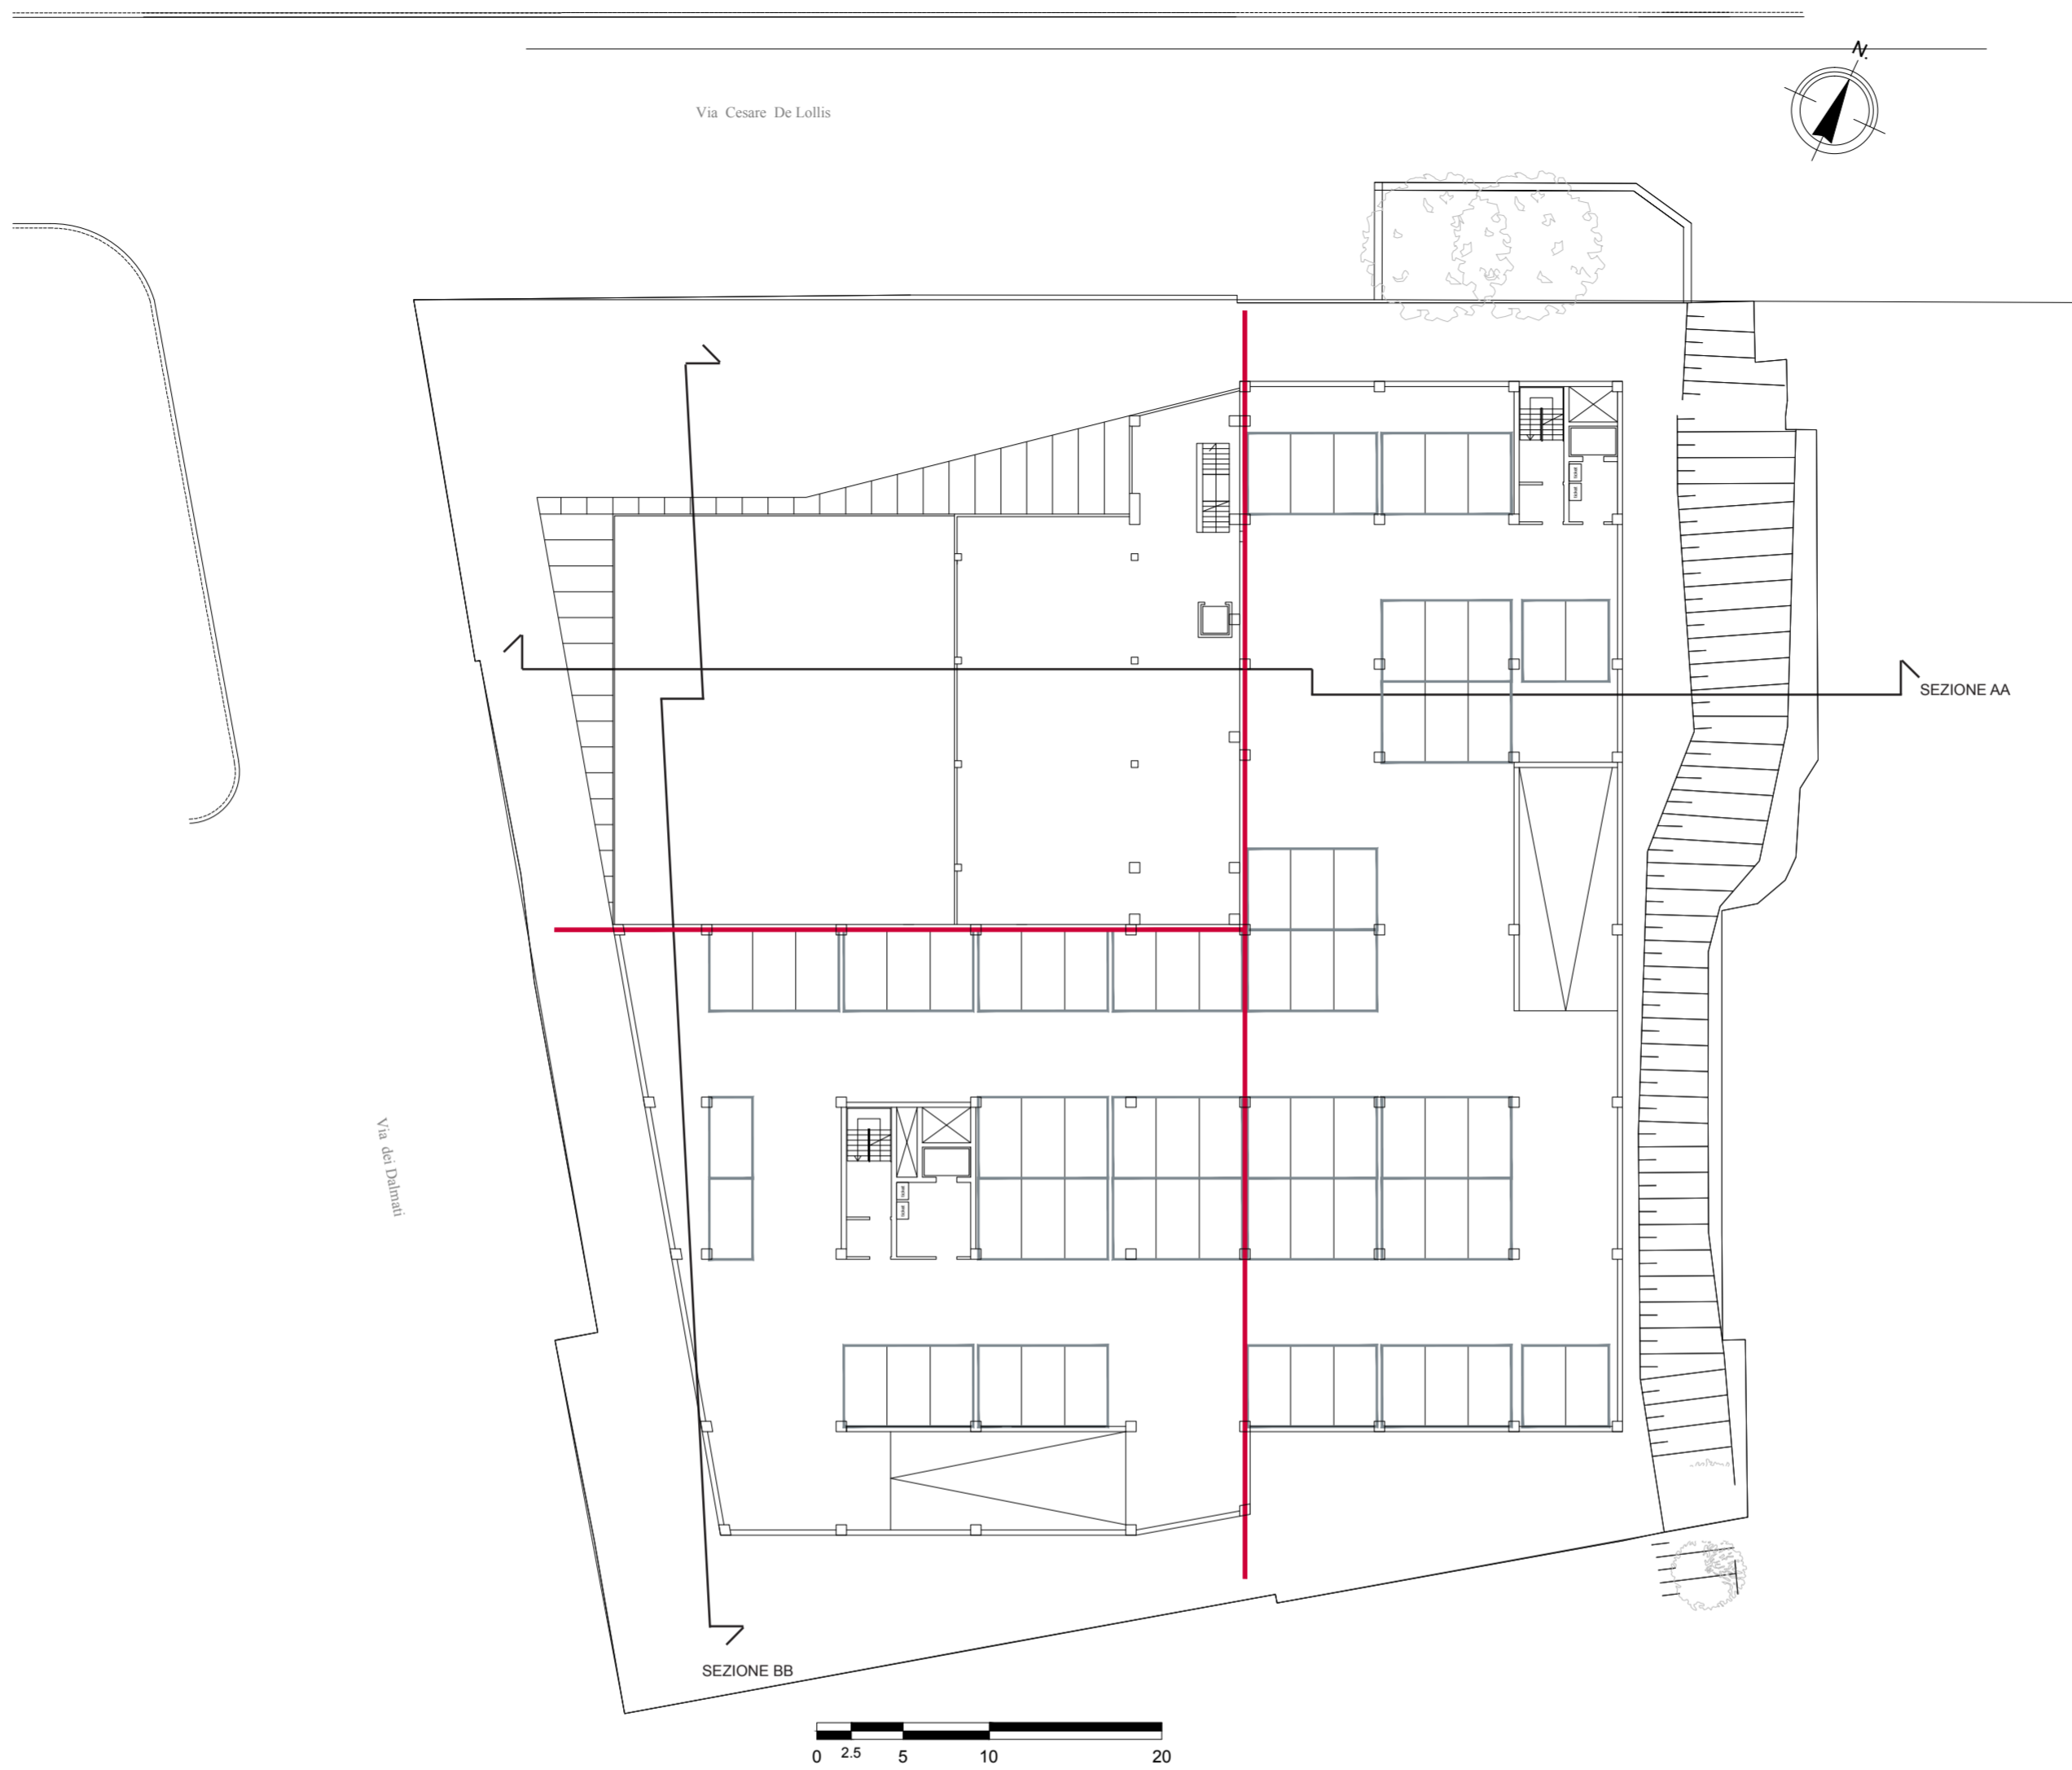 N.
Via Cesare De Lollis
SEZIONE AA
Via dei Dalmati
SEZIONE BB
0 2.5 5 10 20